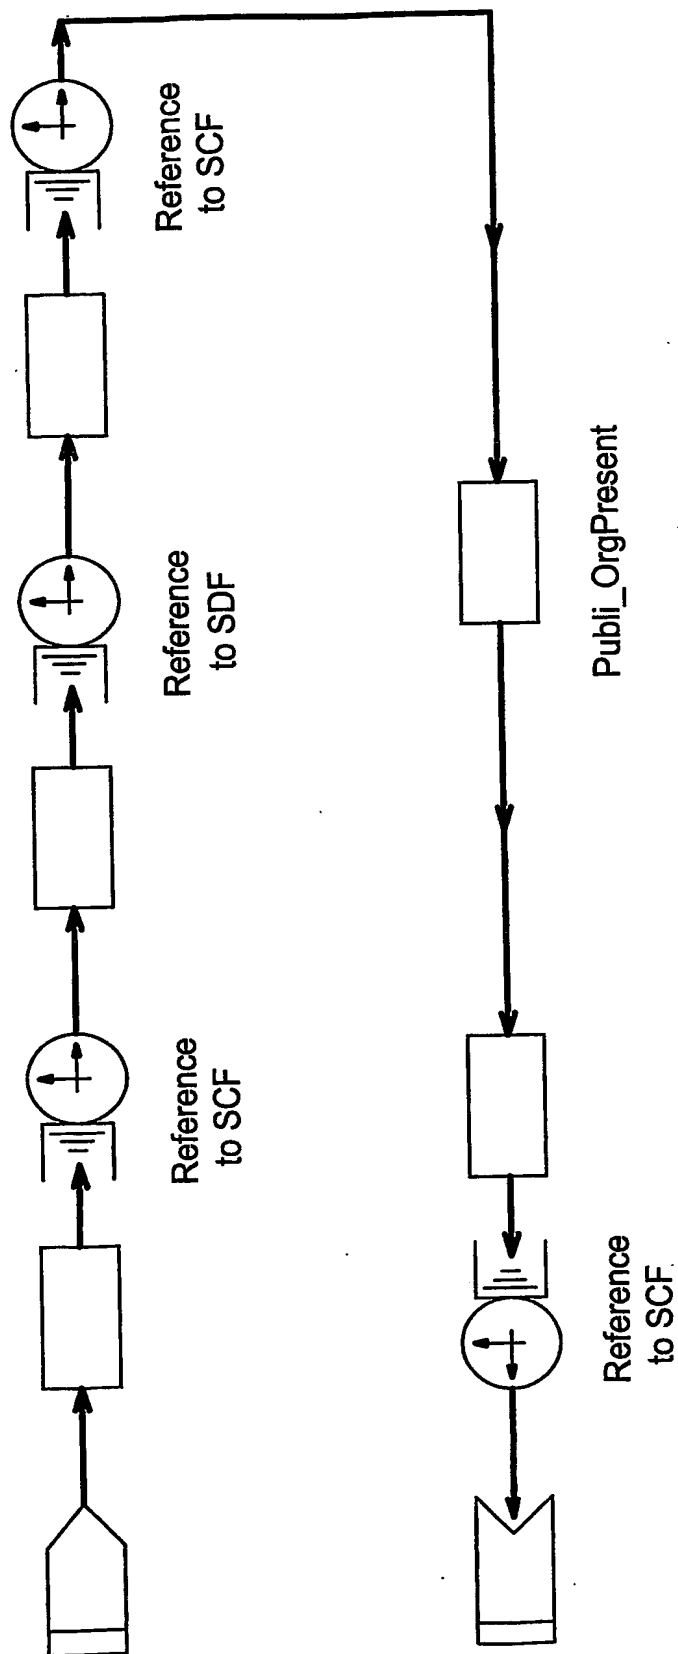 Reference
to SCF
Reference
to SDF
Reference
to SCF
Publi_OrgPresent
Reference
to SCF